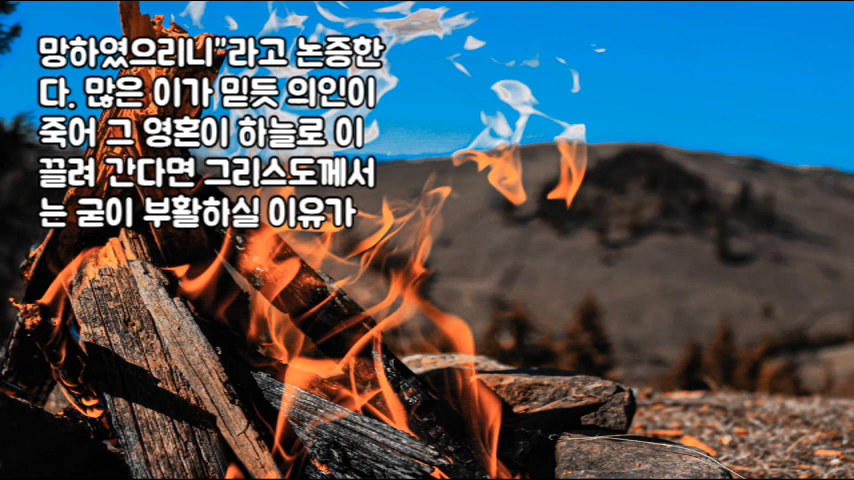 망하였으리니"라고 논증한
다. 많은 이가 믿듯 의인이
죽어 그 영혼이 하늘로 이
끌려 간다면 그리스도께서
는 굳이 부활하실 이유가